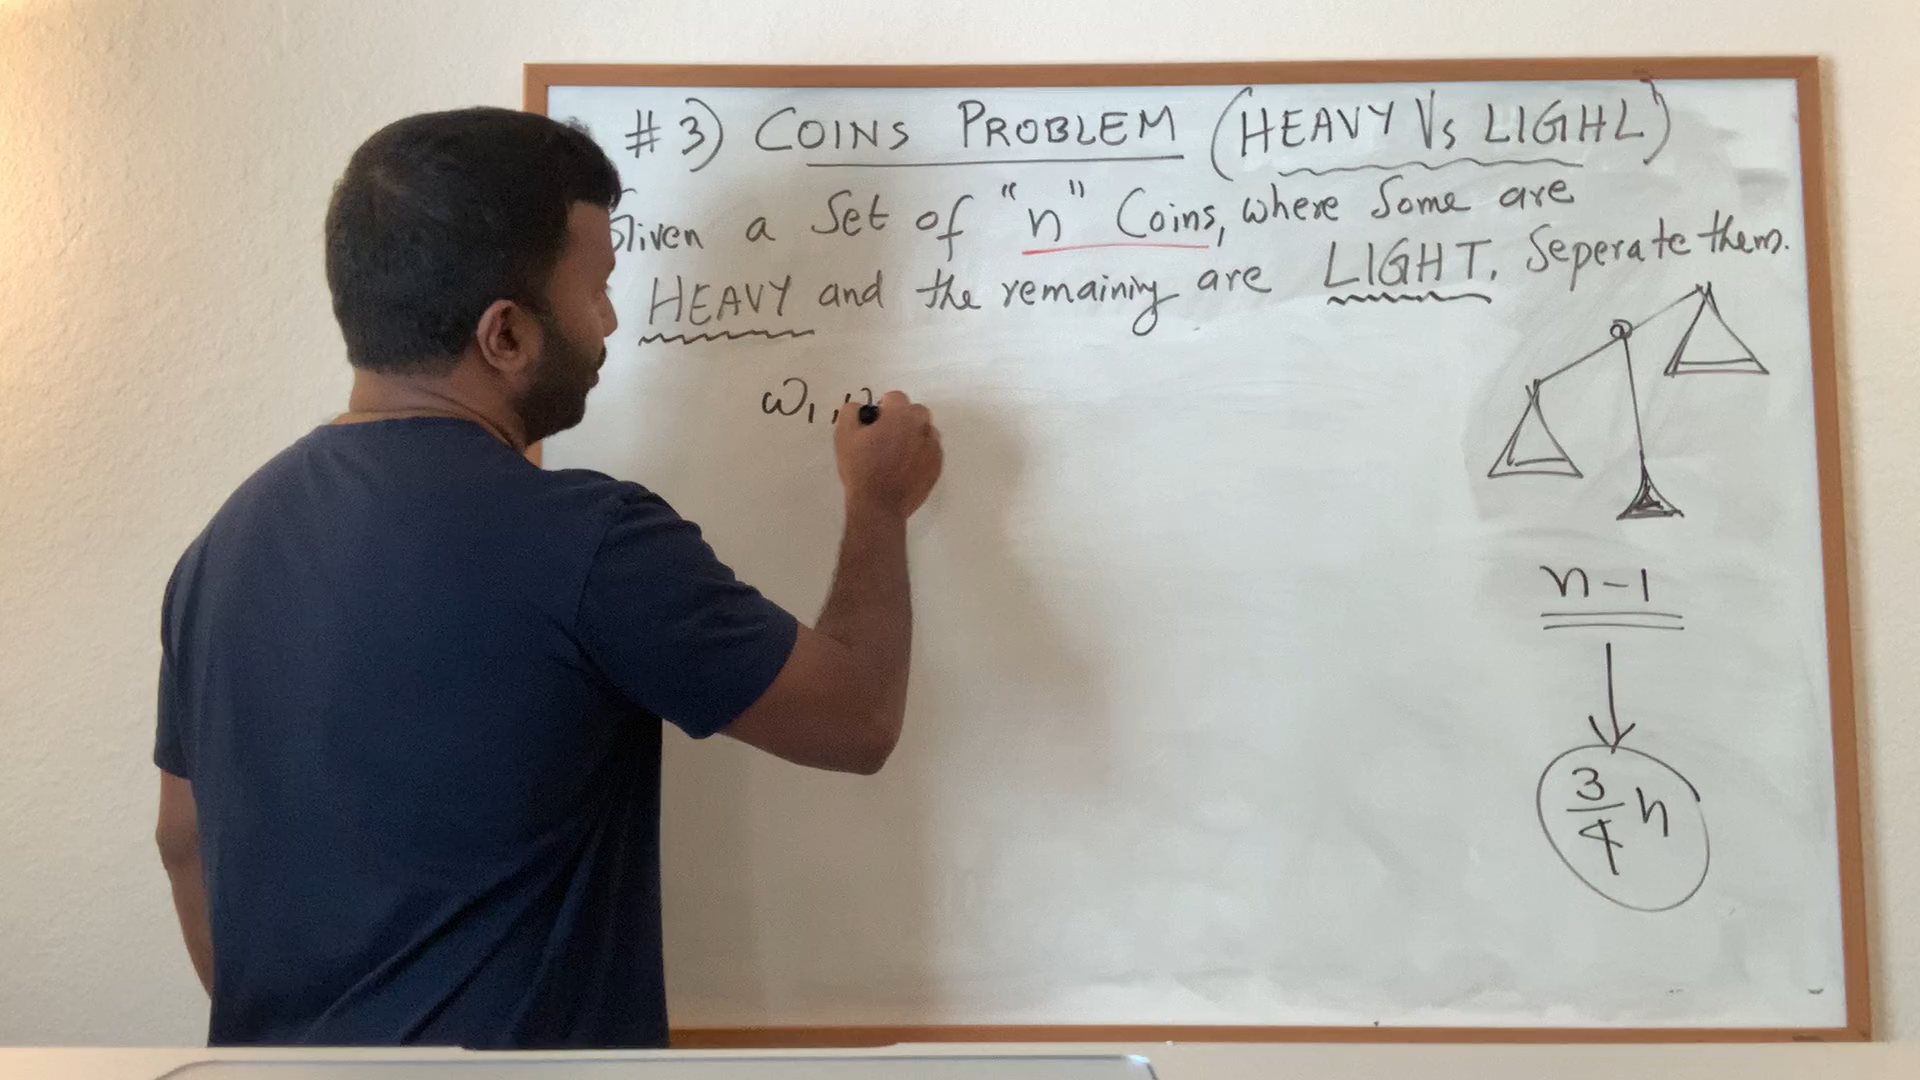 #3) COINS PROBLEM (HEAVY Vs LIGHL)
Given a Set of "n" Coins, where Some are
HEAVY and the remaining are LIGHT. Seperate them.
ω₁,
n-1
3/4 n